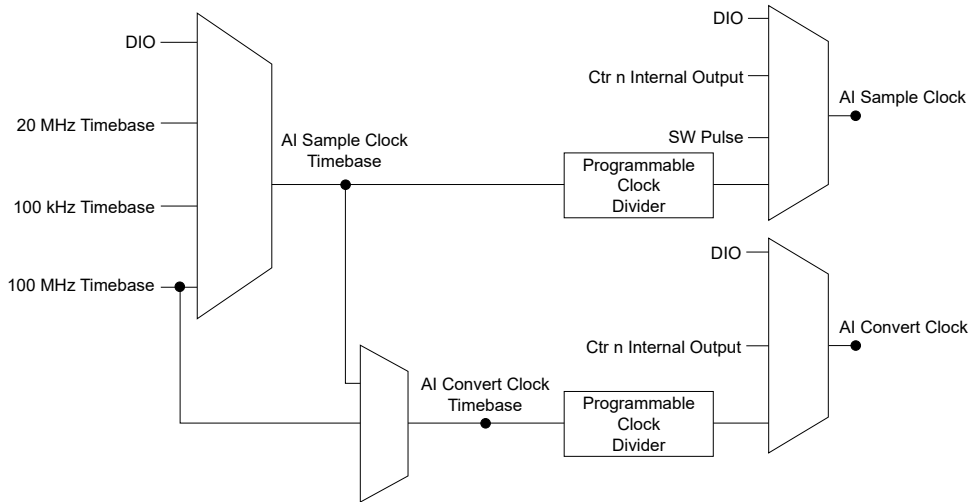 DIO
20 MHz Timebase
100 kHz Timebase
100 MHz Timebase
AI Sample Clock
Timebase
Programmable
Clock
Divider
DIO
Ctr n Internal Output
SW Pulse
AI Sample Clock
AI Convert Clock
Timebase
Programmable
Clock
Divider
DIO
Ctr n Internal Output
AI Convert Clock